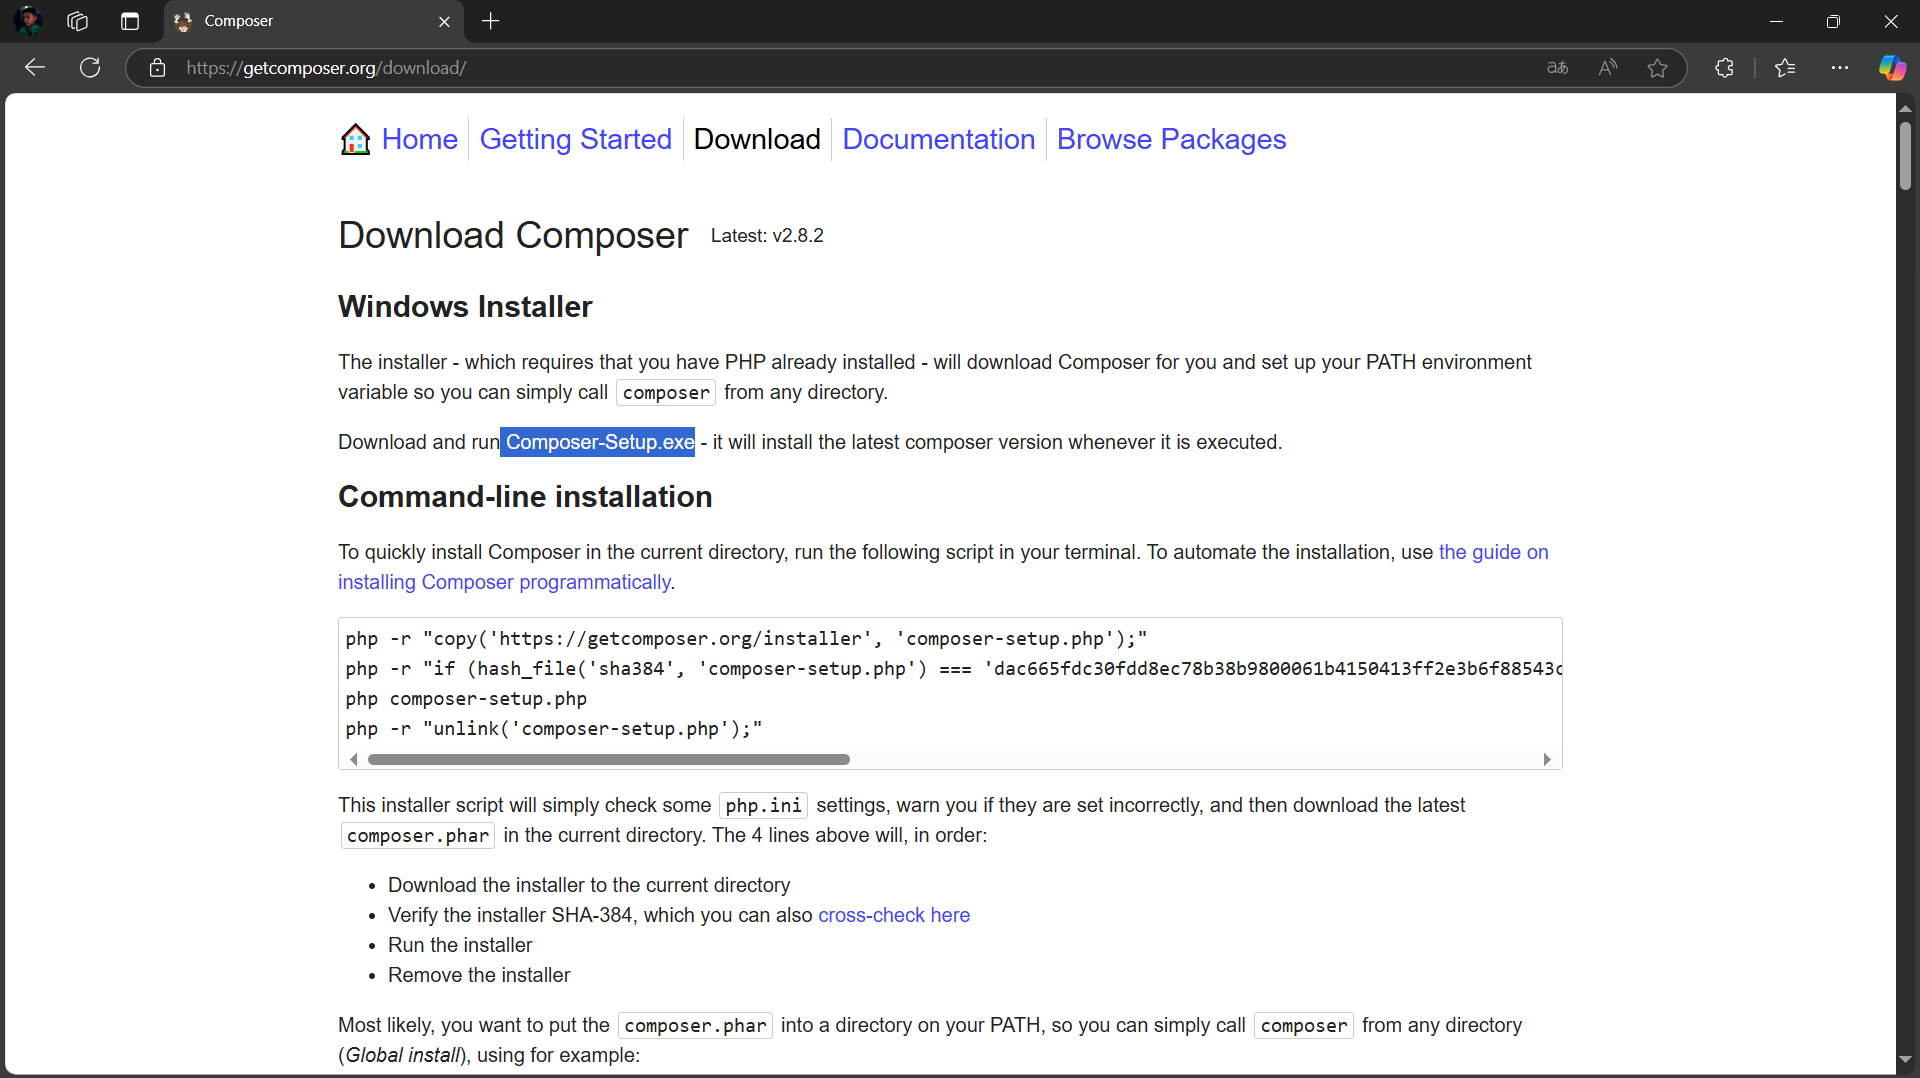 Composer
https://getcomposer.org/download/
Home
Getting Started
Download
Documentation
Browse Packages
Download Composer Latest: v2.8.2
Windows Installer
The installer - which requires that you have PHP already installed - will download Composer for you and set up your PATH environment
variable so you can simply call composer from any directory.
Download and run Composer-Setup.exe - it will install the latest composer version whenever it is executed.
Command-line installation
To quickly install Composer in the current directory, run the following script in your terminal. To automate the installation, use the guide on
installing Composer programmatically.
php -r "copy('https://getcomposer.org/installer', 'composer-setup.php');"
php -r "if (hash_file('sha384', 'composer-setup.php') === 'dac665fdc30fdd8ec78b38b9800061b4150413ff2e3b6f88543c
php composer-setup.php
php -r "unlink('composer-setup.php');"
This installer script will simply check some php.ini settings, warn you if they are set incorrectly, and then download the latest
composer.phar in the current directory. The 4 lines above will, in order:
• Download the installer to the current directory
• Verify the installer SHA-384, which you can also cross-check here
• Run the installer
• Remove the installer
Most likely, you want to put the composer.phar into a directory on your PATH, so you can simply call composer from any directory
(Global install), using for example: